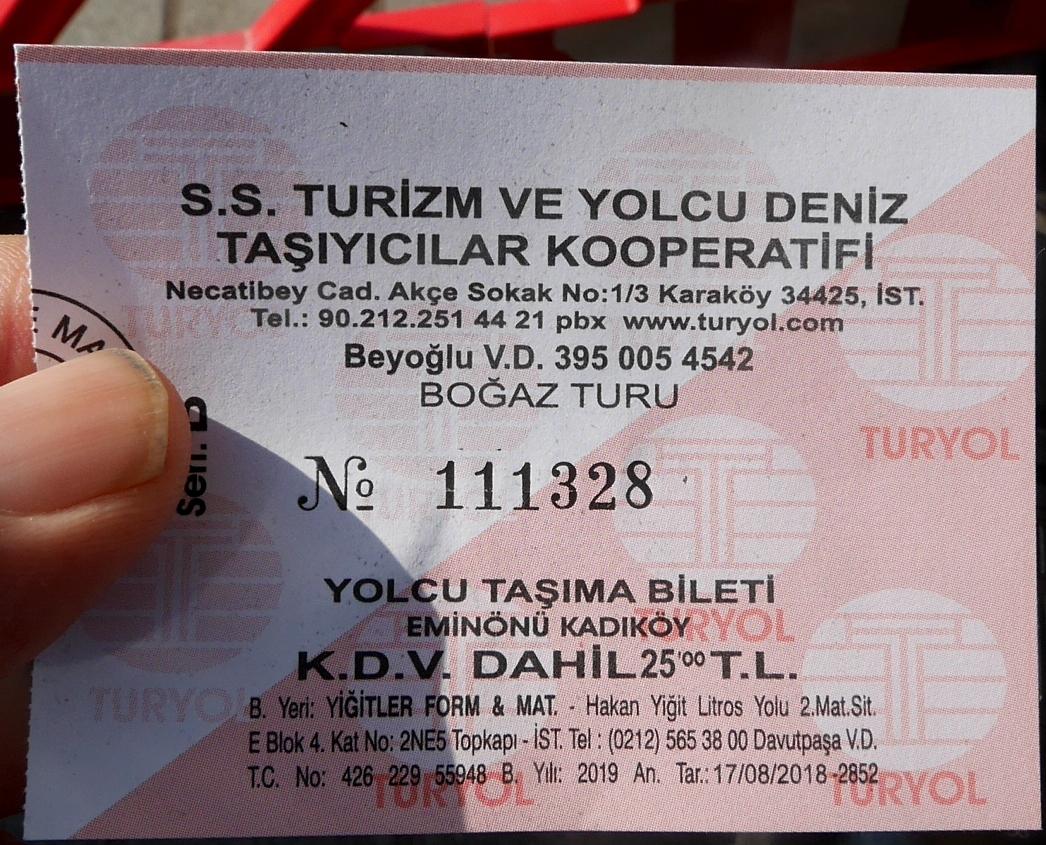 S.S. TURİZM VE YOLCU DENİZ
TAŞIYICILAR KOOPERATİFİ
Necatibey Cad. Akçe Sokak No:1/3 Karaköy 34425, İST.
Tel.: 90.212.251 44 21 pbx www.turyol.com
Beyoğlu V.D. 395 005 4542
BOĞAZ TURU
TURYOL
№ 111328
YOLCU TAŞIMA BİLETİ
EMİNÖNÜ KADIKÖY
TURYOL
K.D.V. DAHİL 25'00 T.L.
TURYOL
B. Yeri: YİĞİTLER FORM & MAT. - Hakan Yiğit Litros Yolu 2.Mat.Sit.
E Blok 4. Kat No: 2NE5 Topkapı - İST. Tel : (0212) 565 38 00 Davutpaşa V.D.
T.C. No: 426 229 55948 B. Yılı: 2019 An. Tar.: 17/08/2018-2852
TURYOL
TURYOL